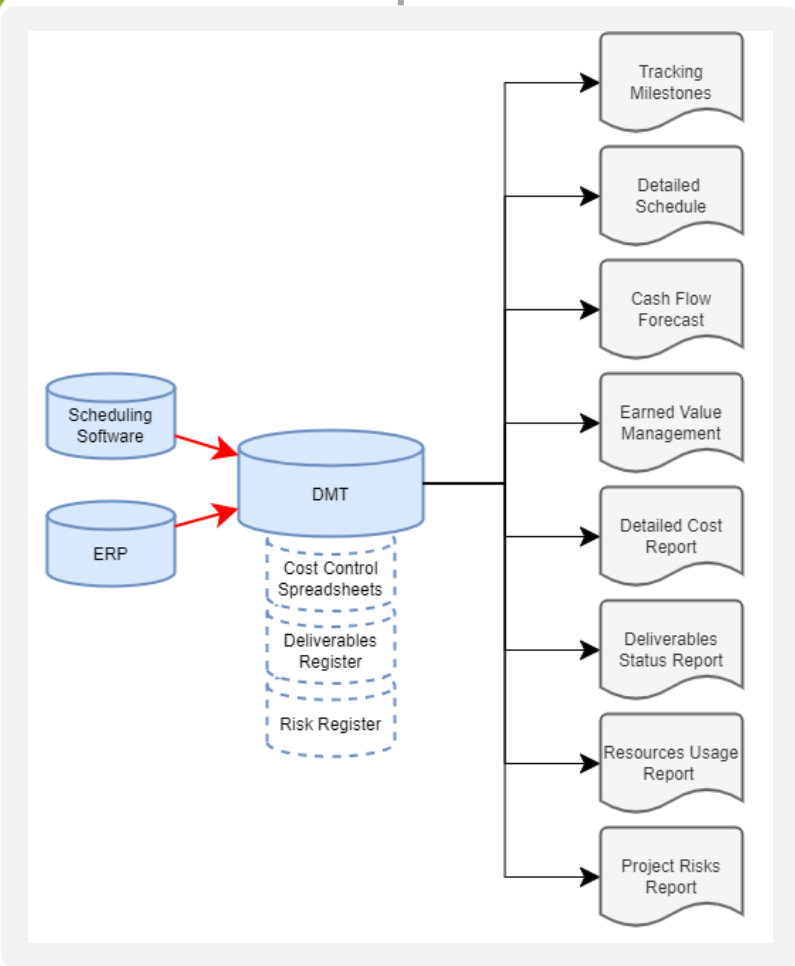 Tracking
Milestones
Detailed
Schedule
Cash Flow
Forecast
Scheduling
Software
Earned Value
Management
DMT
ERP
Detailed Cost
Report
Cost Control
Spreadsheets
Deliverables
Register
Deliverables
Status Report
Risk Register
Resources Usage
Report
Project Risks
Report